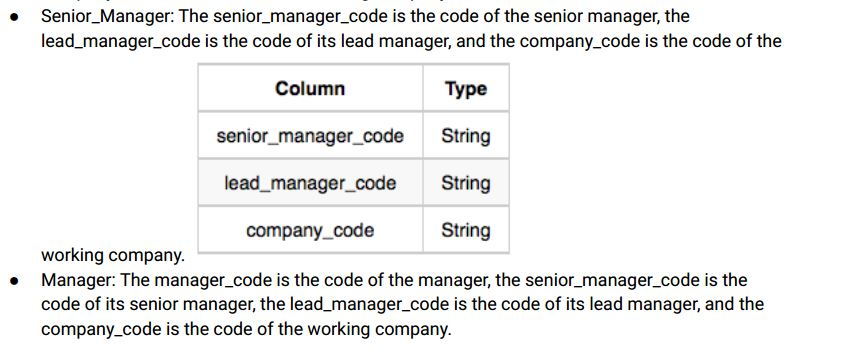 ● Senior_Manager: The senior_manager_code is the code of the senior manager, the
lead_manager_code is the code of its lead manager, and the company_code is the code of the
Column Type
senior_manager_code String
lead_manager_code String
company_code String
working company.
● Manager: The manager_code is the code of the manager, the senior_manager_code is the
code of its senior manager, the lead_manager_code is the code of its lead manager, and the
company_code is the code of the working company.